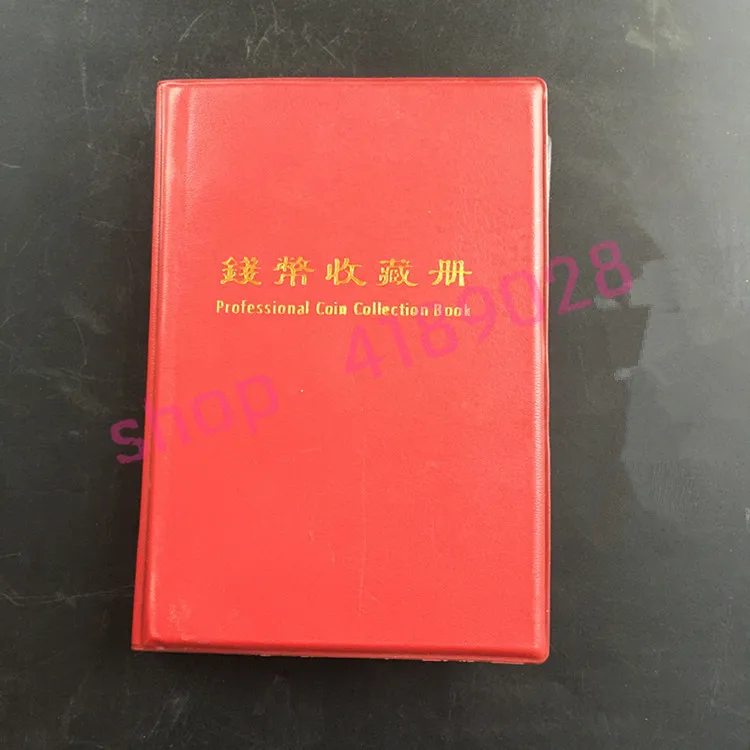 錢幣收藏册
Professional Coin Collection Book
shop 4189028